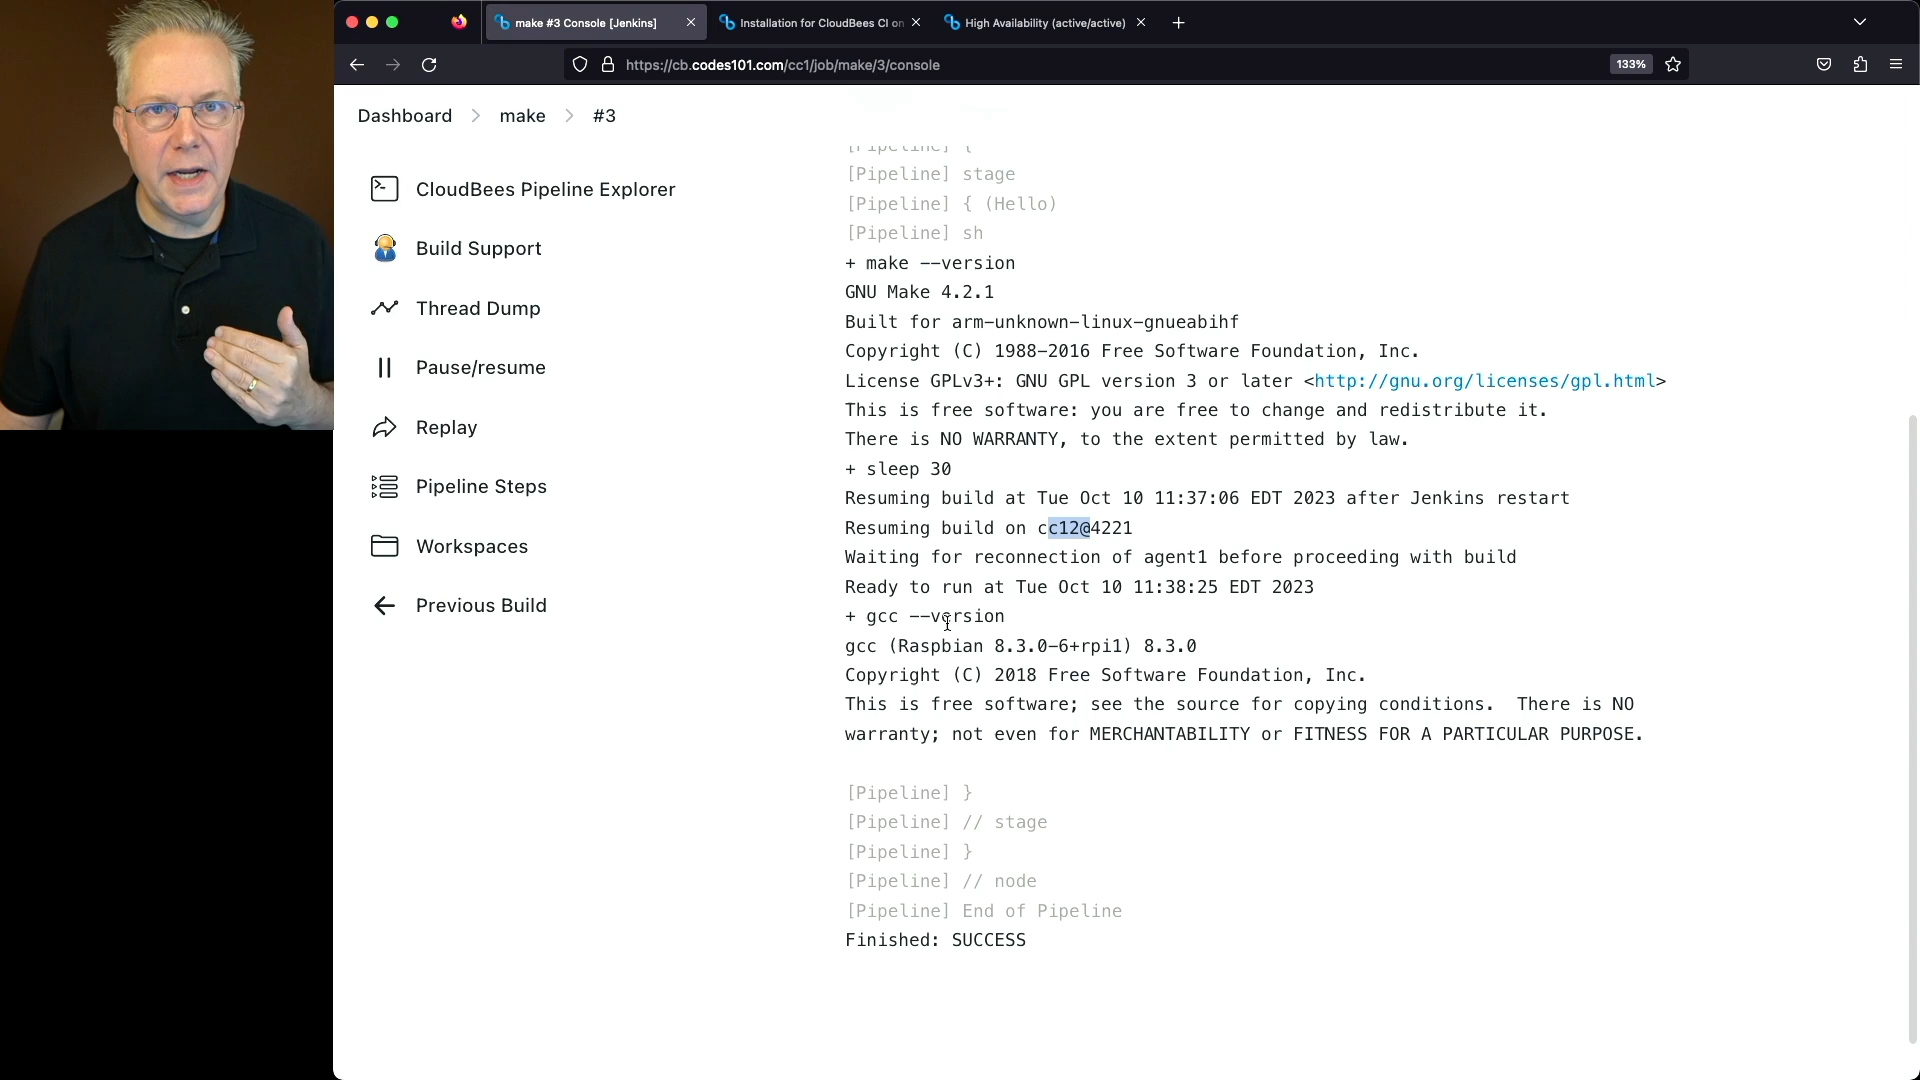 make #3 Console [Jenkins]
Installation for CloudBees CI on
High Availability (active/active)
https://cb.codes101.com/cc1/job/make/3/console
133%
Dashboard > make > #3
CloudBees Pipeline Explorer
Build Support
Thread Dump
Pause/resume
Replay
Pipeline Steps
Workspaces
Previous Build
[Pipeline] {
[Pipeline] stage
[Pipeline] { (Hello)
[Pipeline] sh
+ make --version
GNU Make 4.2.1
Built for arm-unknown-linux-gnueabihf
Copyright (C) 1988-2016 Free Software Foundation, Inc.
License GPLv3+: GNU GPL version 3 or later <http://gnu.org/licenses/gpl.html>
This is free software: you are free to change and redistribute it.
There is NO WARRANTY, to the extent permitted by law.
+ sleep 30
Resuming build at Tue Oct 10 11:37:06 EDT 2023 after Jenkins restart
Resuming build on cc12@4221
Waiting for reconnection of agent1 before proceeding with build
Ready to run at Tue Oct 10 11:38:25 EDT 2023
+ gcc --version
gcc (Raspbian 8.3.0-6+rpi1) 8.3.0
Copyright (C) 2018 Free Software Foundation, Inc.
This is free software; see the source for copying conditions.  There is NO
warranty; not even for MERCHANTABILITY or FITNESS FOR A PARTICULAR PURPOSE.
[Pipeline] }
[Pipeline] // stage
[Pipeline] }
[Pipeline] // node
[Pipeline] End of Pipeline
Finished: SUCCESS